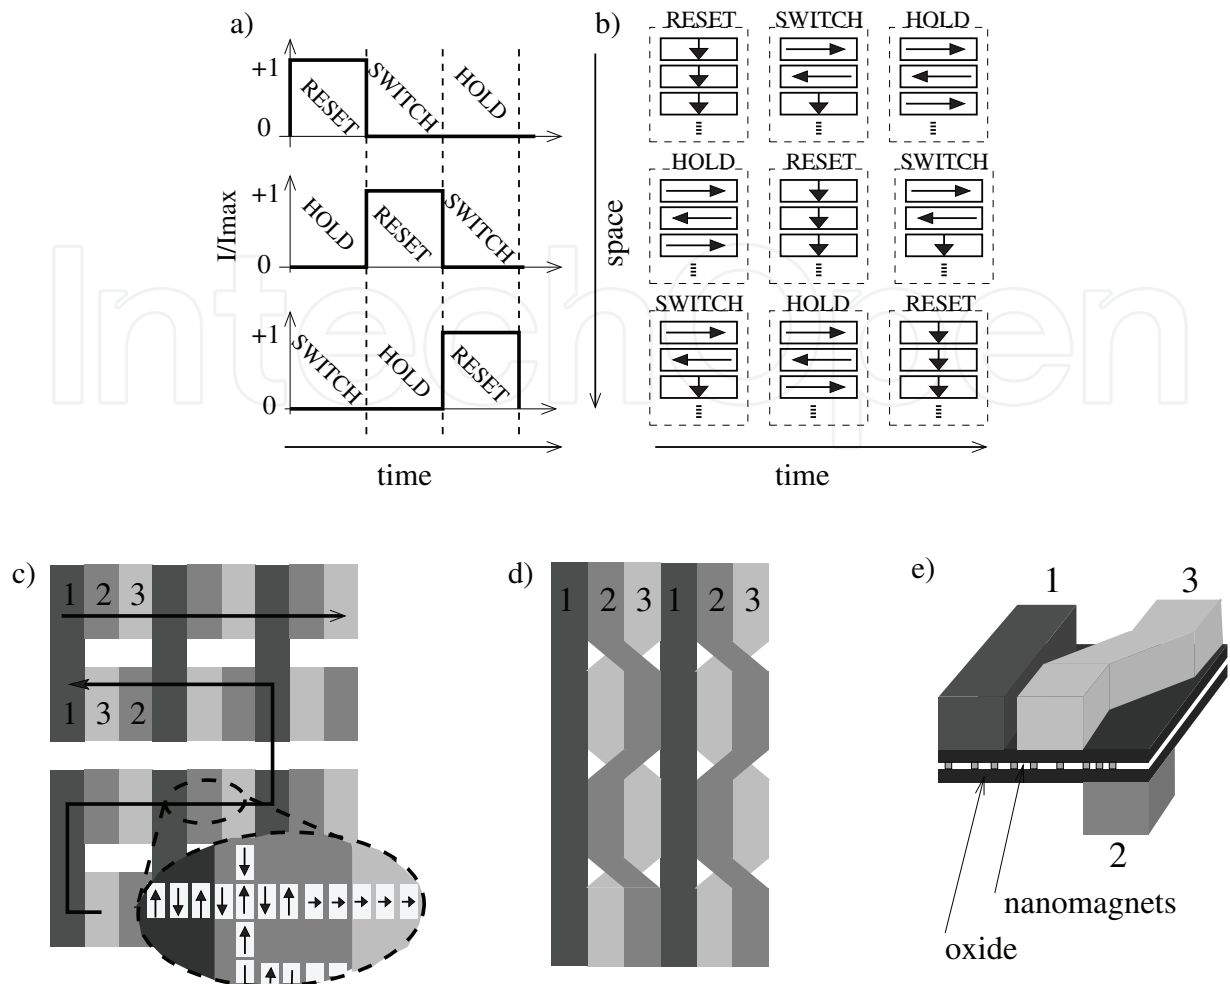 a)
+1
0
RESET
SWITCH
HOLD
I/Imax
+1
0
HOLD
RESET
SWITCH
+1
0
SWITCH
HOLD
RESET
time
b)
space
RESET SWITCH HOLD
HOLD RESET SWITCH
SWITCH HOLD RESET
time
IntechOpen
c)
1 2 3
1 3 2
d)
1 2 3 1 2 3
e)
1
3
2
nanomagnets
oxide